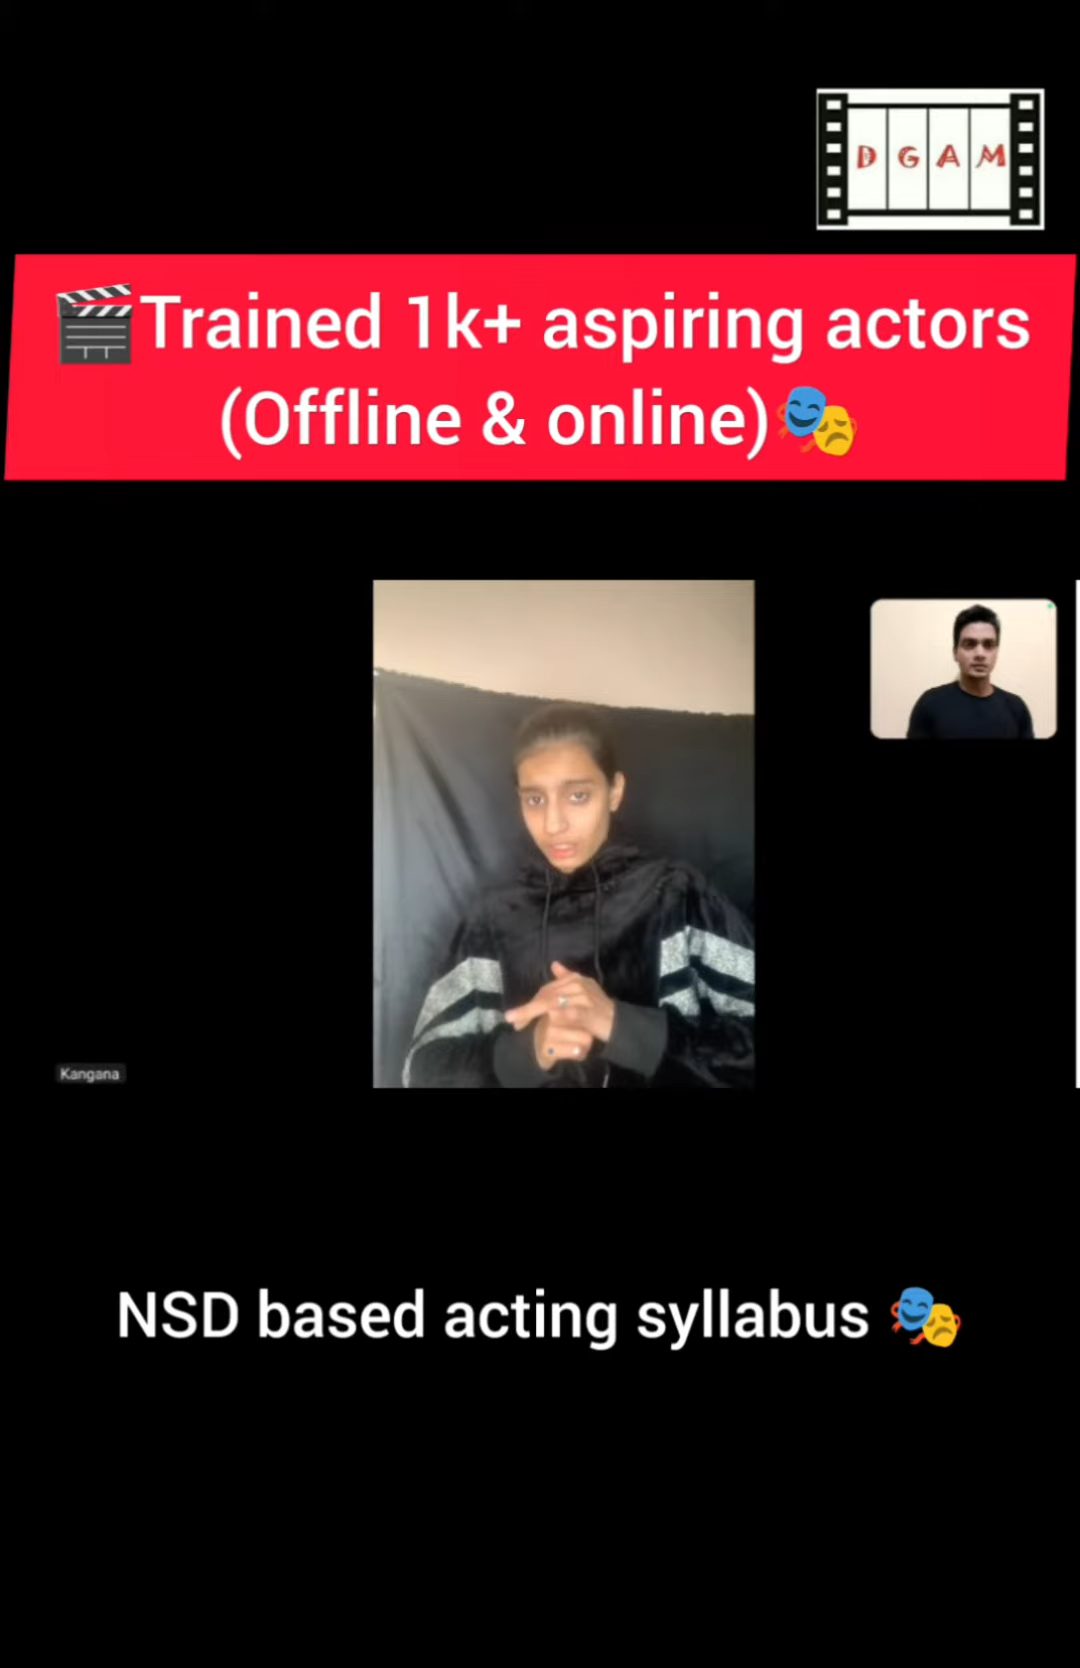 DGAM
🎬Trained 1k+ aspiring actors
(Offline & online)🎭
Kangana
NSD based acting syllabus 🎭